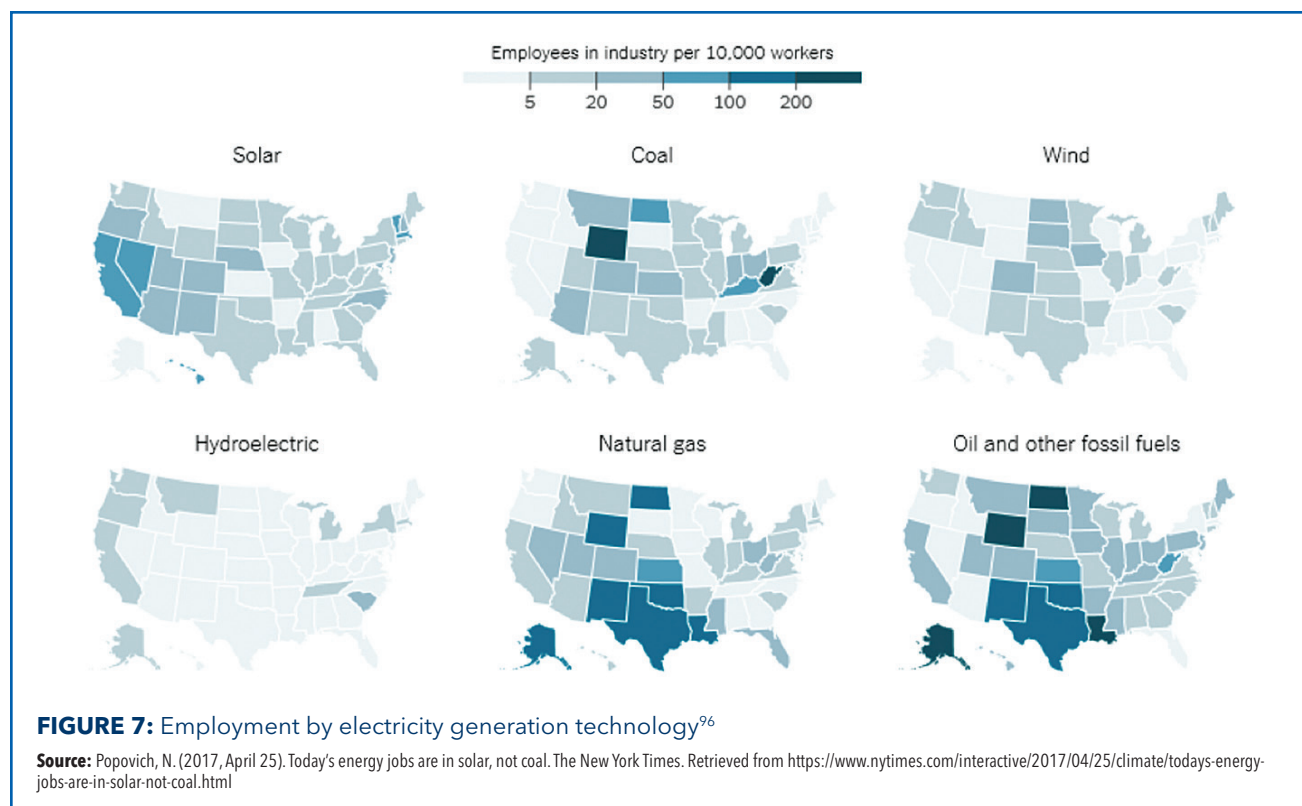 Employees in industry per 10,000 workers
5 20 50 100 200
Solar Coal Wind
Hydroelectric Natural gas Oil and other fossil fuels
FIGURE 7: Employment by electricity generation technology96
Source: Popovich, N. (2017, April 25). Today's energy jobs are in solar, not coal. The New York Times. Retrieved from https://www.nytimes.com/interactive/2017/04/25/climate/todays-energy-
jobs-are-in-solar-not-coal.html